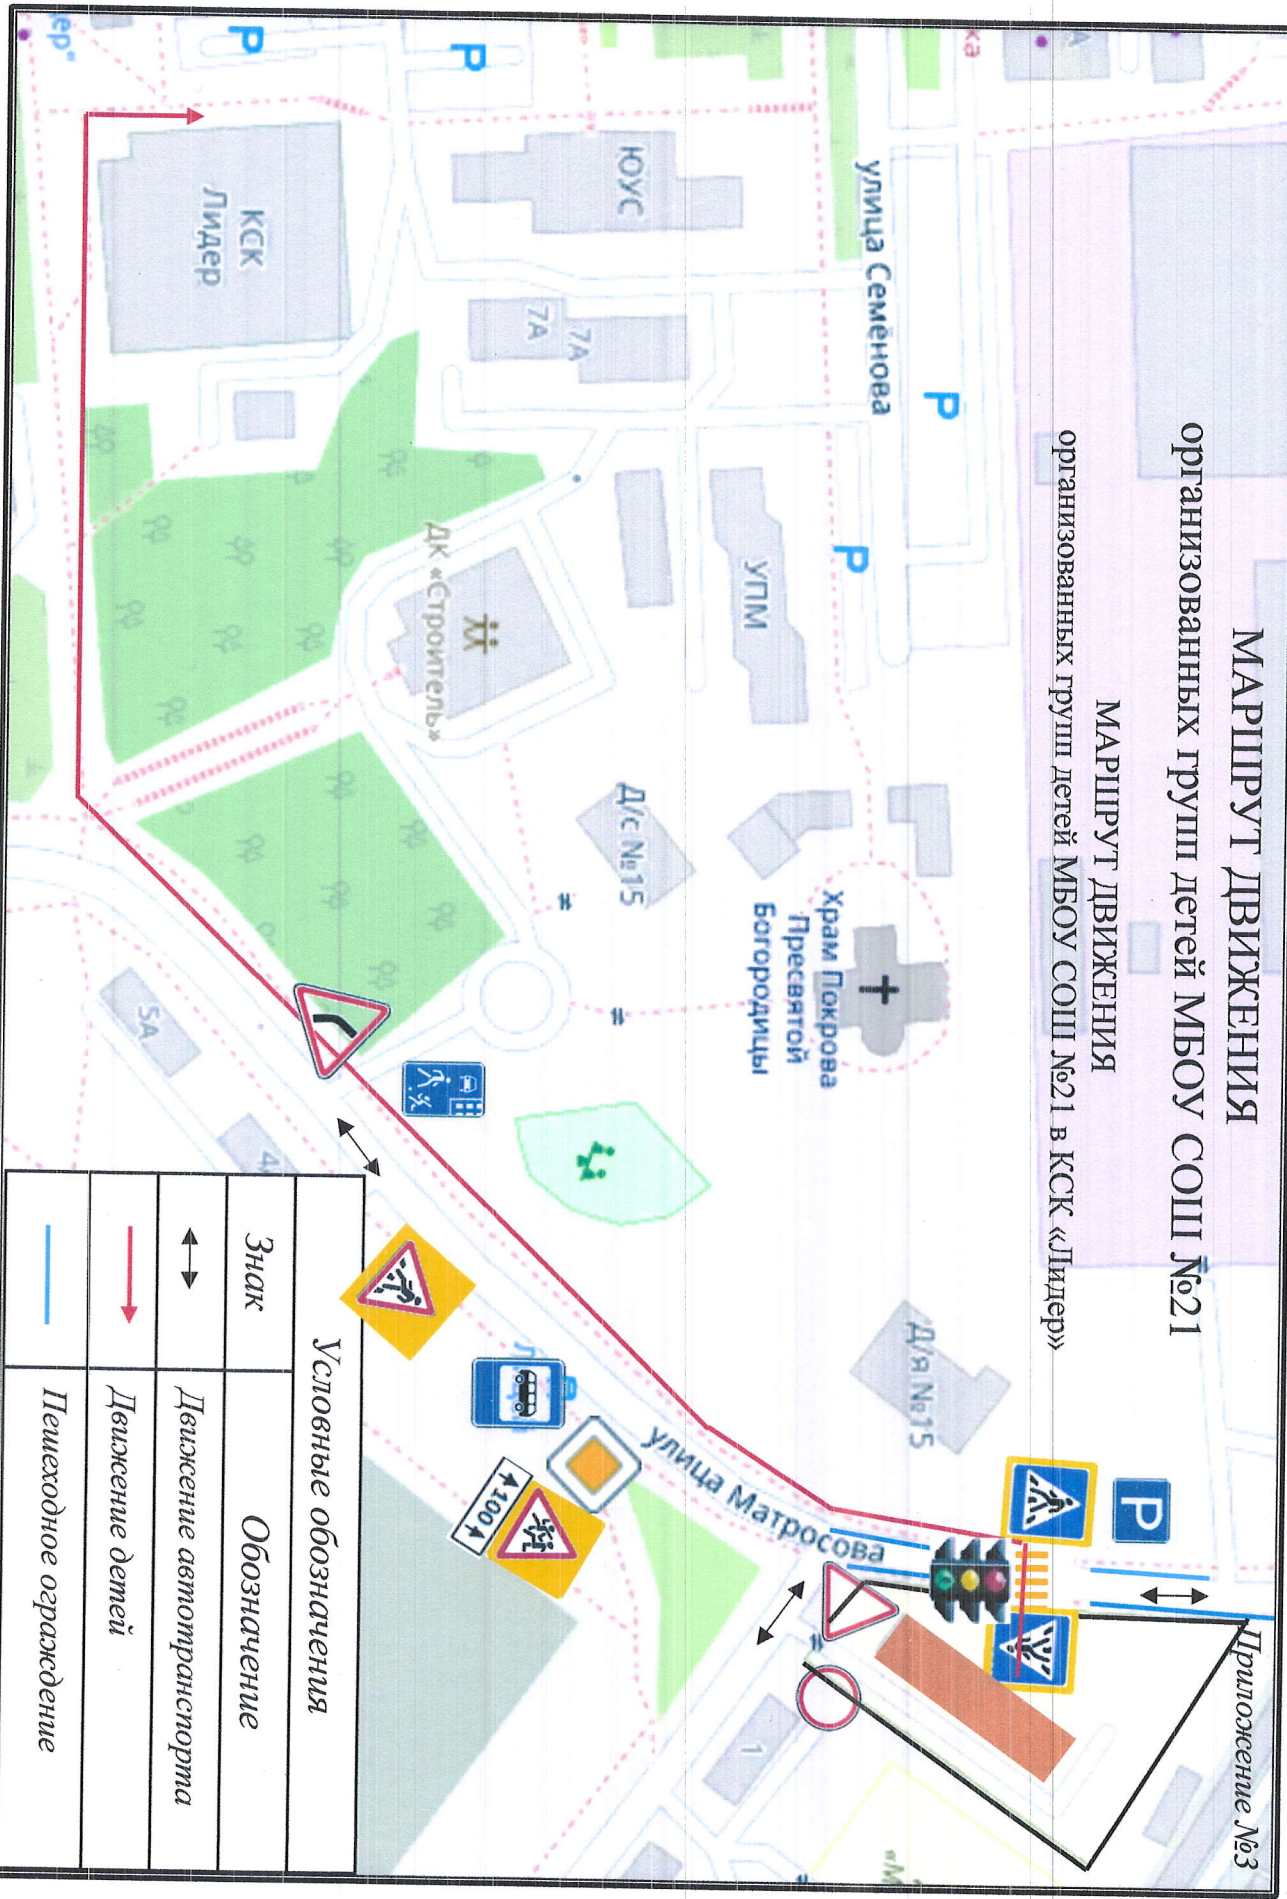 Приложение №3
МАРШРУТ ДВИЖЕНИЯ
организованных групп детей МБОУ СОШ №21
МАРШРУТ ДВИЖЕНИЯ
организованных групп детей МБОУ СОШ №21 в КСК «Лидер»
ка
P
улица Семёнова
P
P
P
ЮУС
7А
7А
УПМ
Храм Покрова
Пресвятой
Богородицы
Д/с №15
Д/я №15
P
КСК
Лидер
ДК «Строитель»
улица Матросова
100
1
5А
ёр"
Условные обозначения
Знак
Обозначение
Движение автотранспорта
Движение детей
Пешеходное ограждение